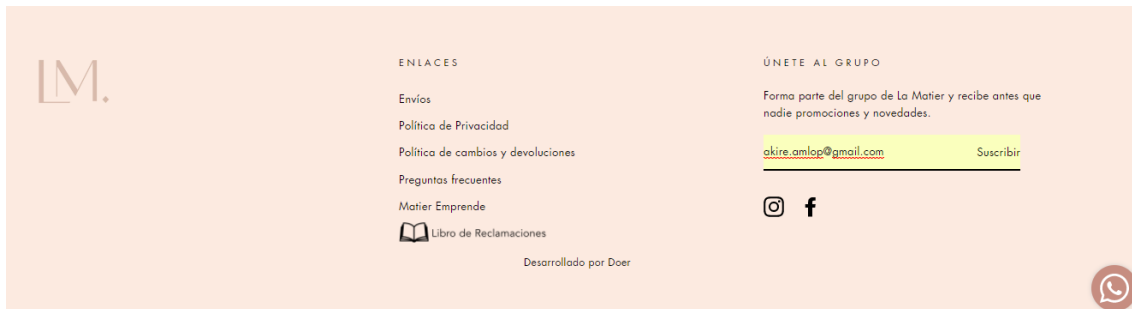 LM.
ENLACES
Envíos
Política de Privacidad
Política de cambios y devoluciones
Preguntas frecuentes
Matier Emprende
Libro de Reclamaciones
Desarrollado por Doer
ÚNETE AL GRUPO
Forma parte del grupo de La Matier y recibe antes que
nadie promociones y novedades.
akire.amlop@gmail.com Suscribir